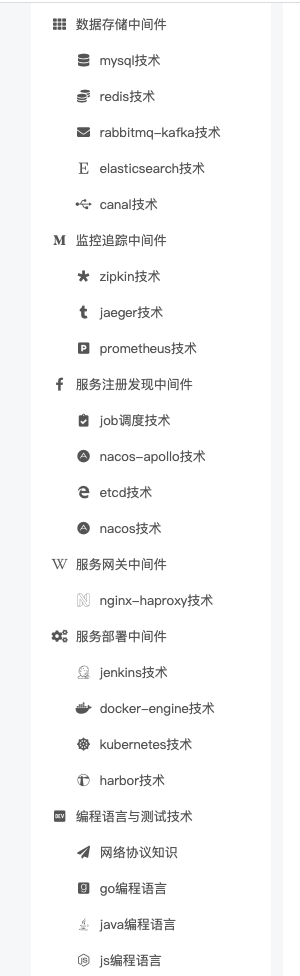 数据存储中间件
mysql技术
redis技术
rabbitmq-kafka技术
elasticsearch技术
canal技术
监控追踪中间件
zipkin技术
jaeger技术
prometheus技术
服务注册发现中间件
job调度技术
nacos-apollo技术
etcd技术
nacos技术
服务网关中间件
nginx-haproxy技术
服务部署中间件
jenkins技术
docker-engine技术
kubernetes技术
harbor技术
编程语言与测试技术
网络协议知识
go编程语言
java编程语言
js编程语言